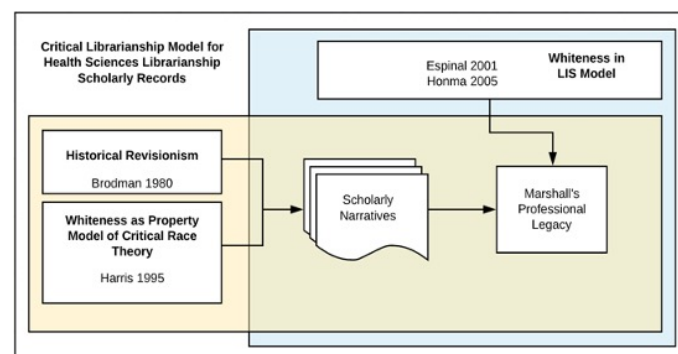 Critical Librarianship Model for
Health Sciences Librarianship
Scholarly Records
Espinal 2001
Honma 2005
Whiteness in
LIS Model
Historical Revisionism
Brodman 1980
Whiteness as Property
Model of Critical Race
Theory
Harris 1995
Scholarly
Narratives
Marshall's
Professional
Legacy